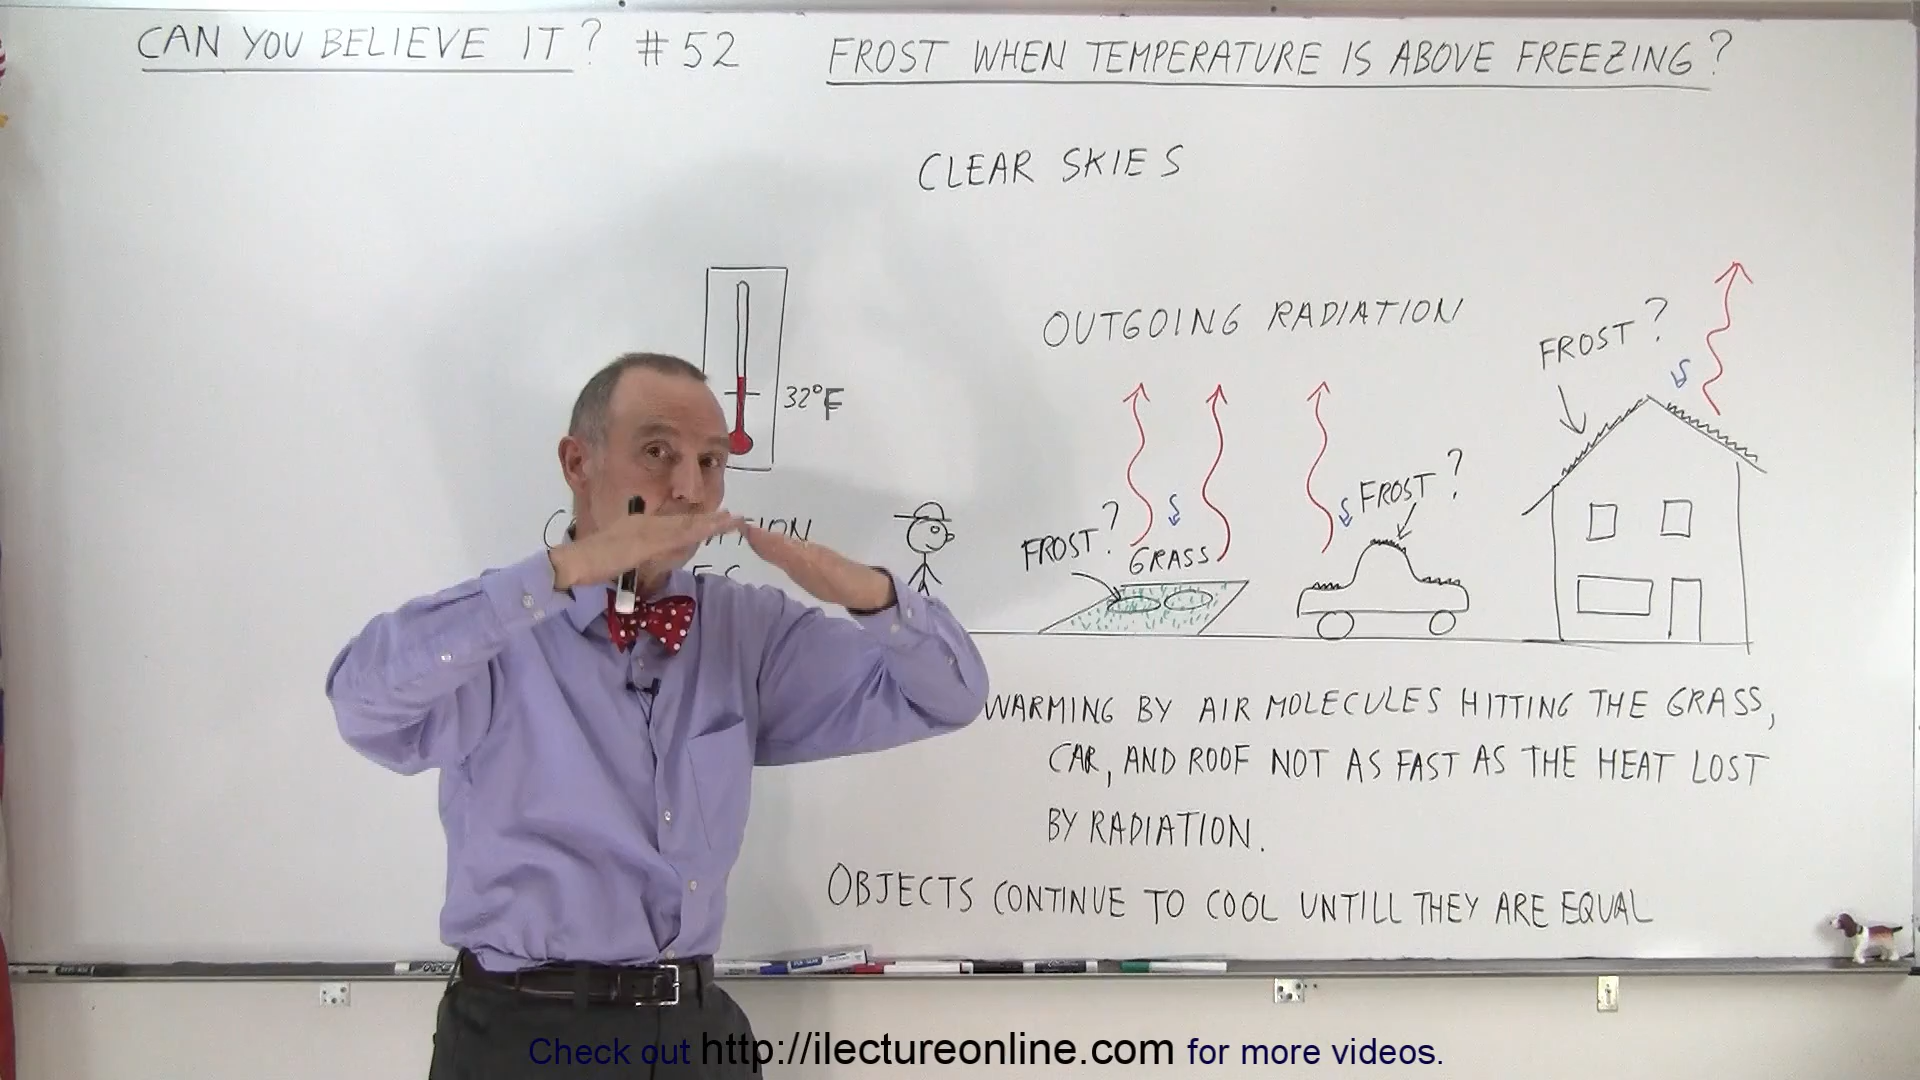 CAN YOU BELIEVE IT? #52
FROST WHEN TEMPERATURE IS ABOVE FREEZING?
CLEAR SKIES
32°F
OUTGOING RADIATION
FROST?
FROST?
FROST?
GRASS
WARMING BY AIR MOLECULES HITTING THE GRASS,
CAR, AND ROOF NOT AS FAST AS THE HEAT LOST
BY RADIATION.
OBJECTS CONTINUE TO COOL UNTILL THEY ARE EQUAL
Check out http://ilectureonline.com for more videos.